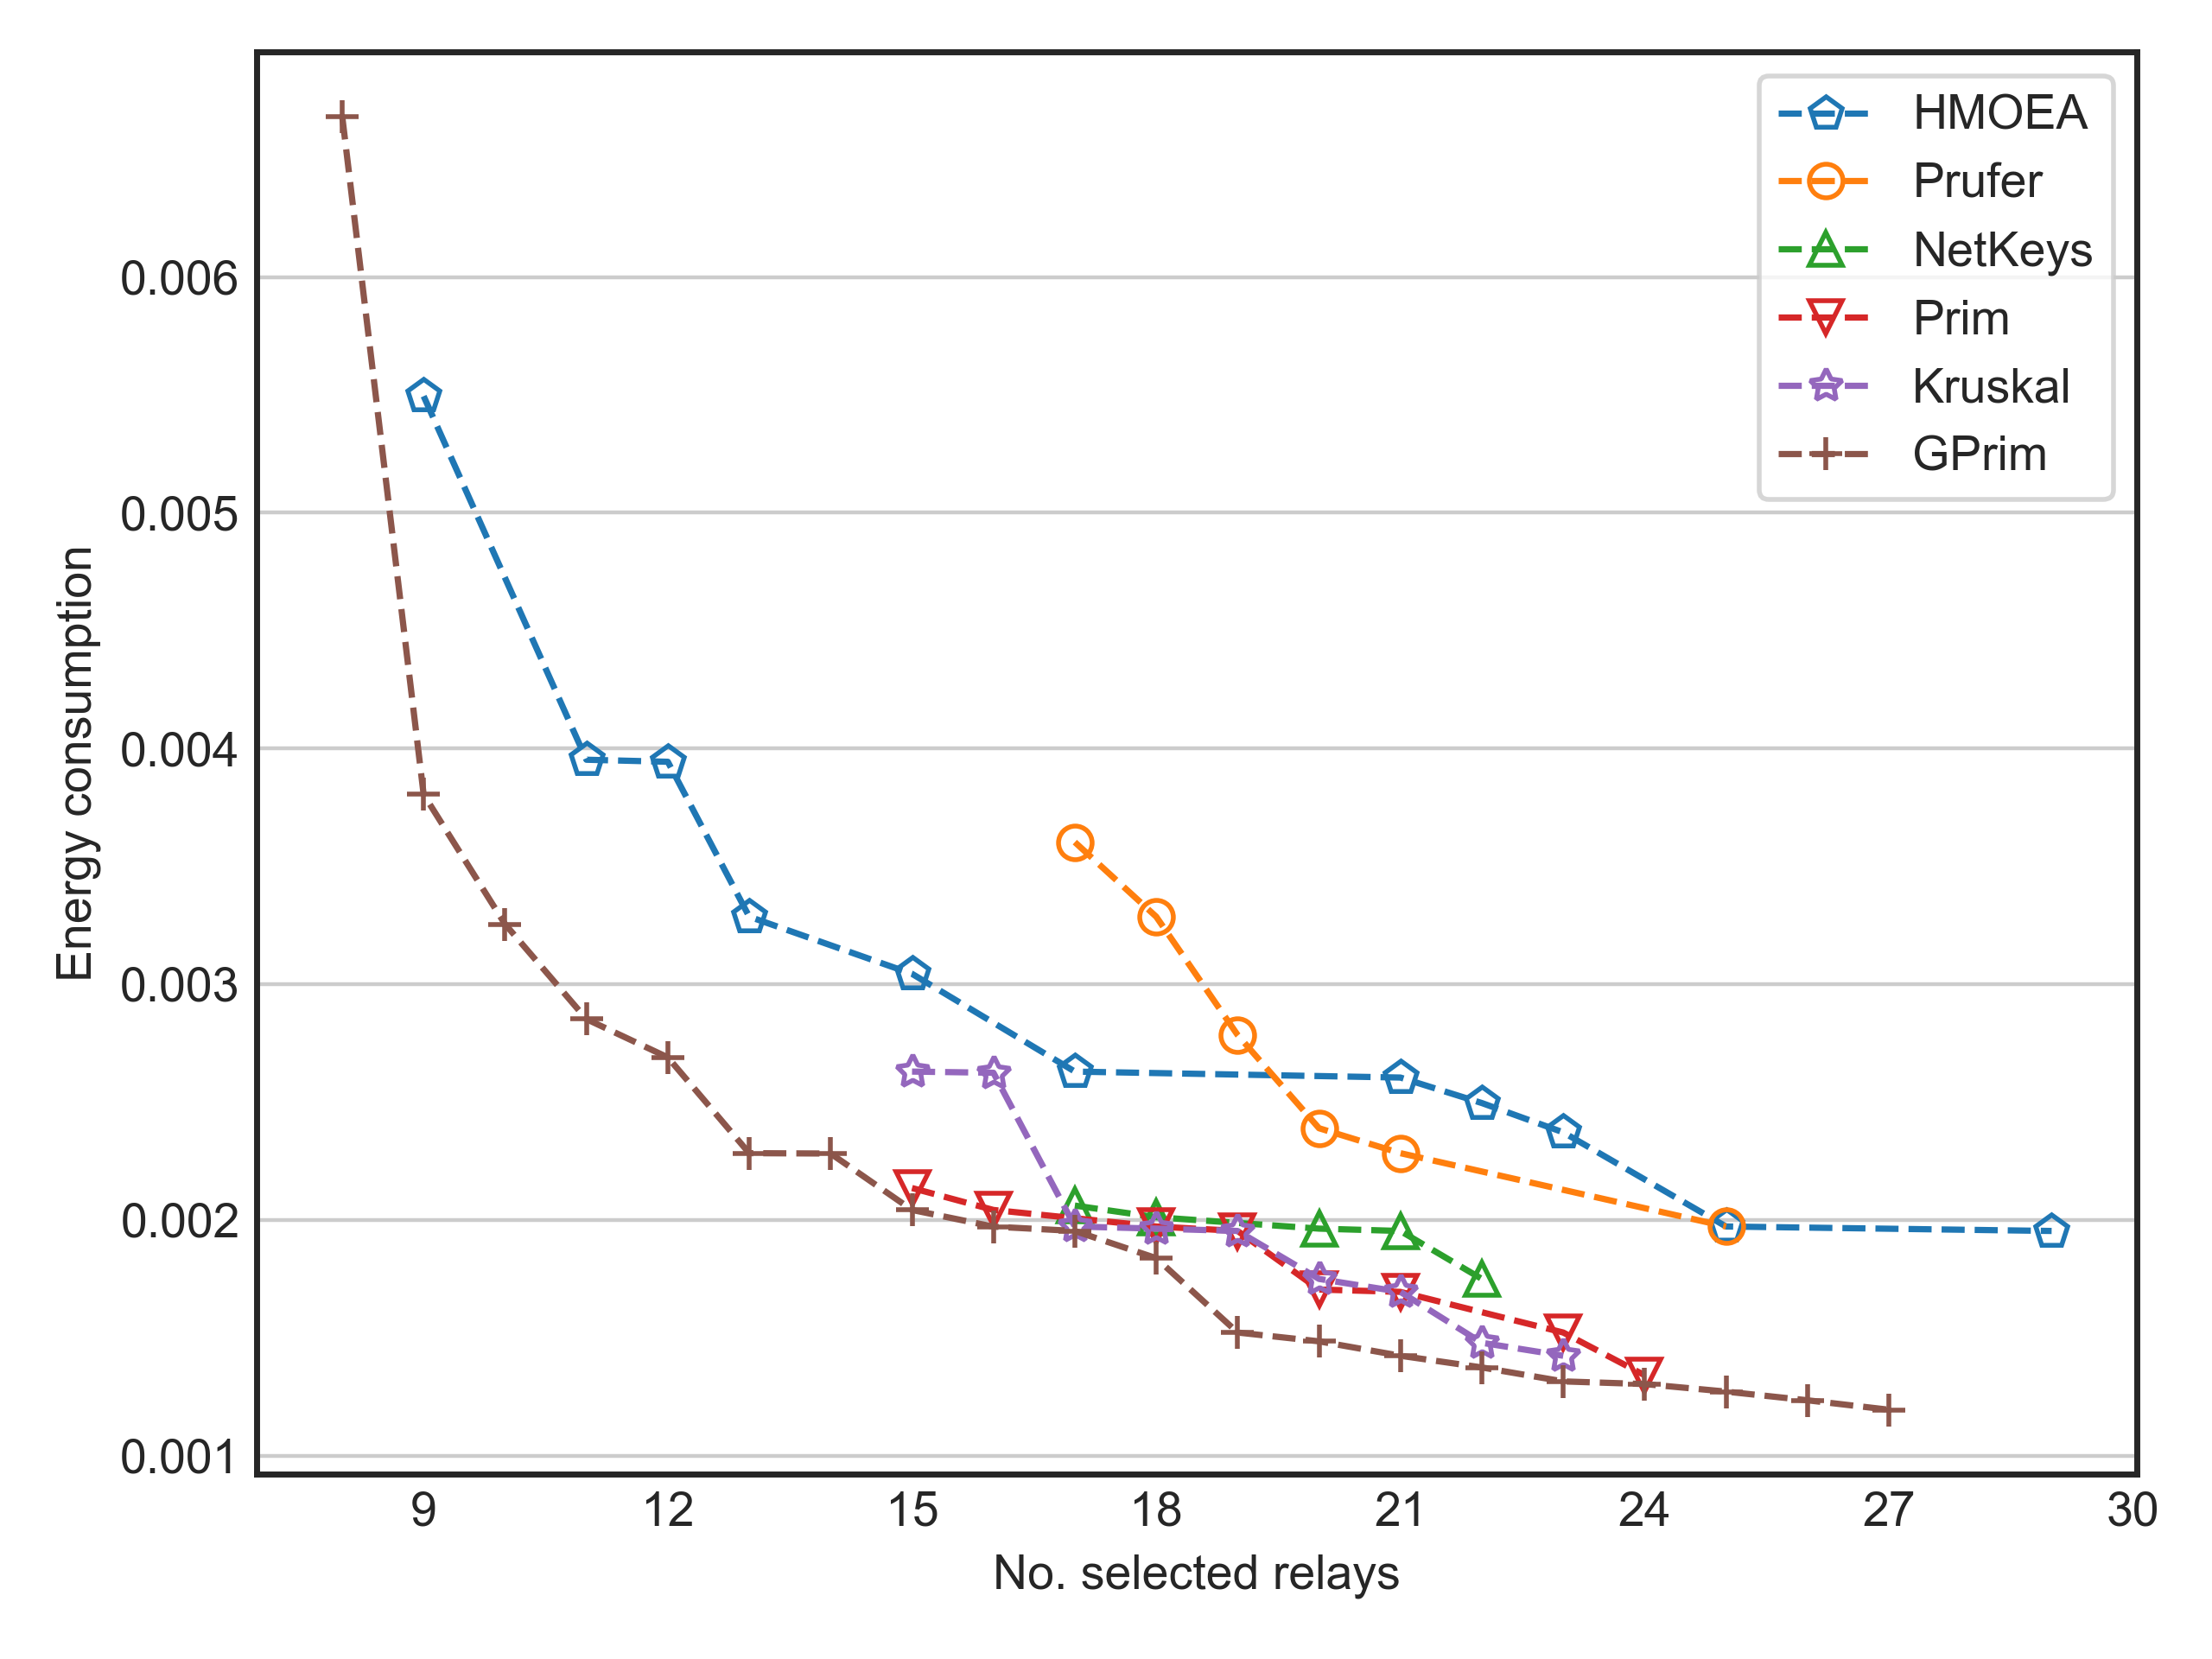 HMOEA
Prufer
NetKeys
Prim
Kruskal
GPrim
Energy consumption
0.006
0.005
0.004
0.003
0.002
0.001
9 12 15 18 21 24 27 30
No. selected relays